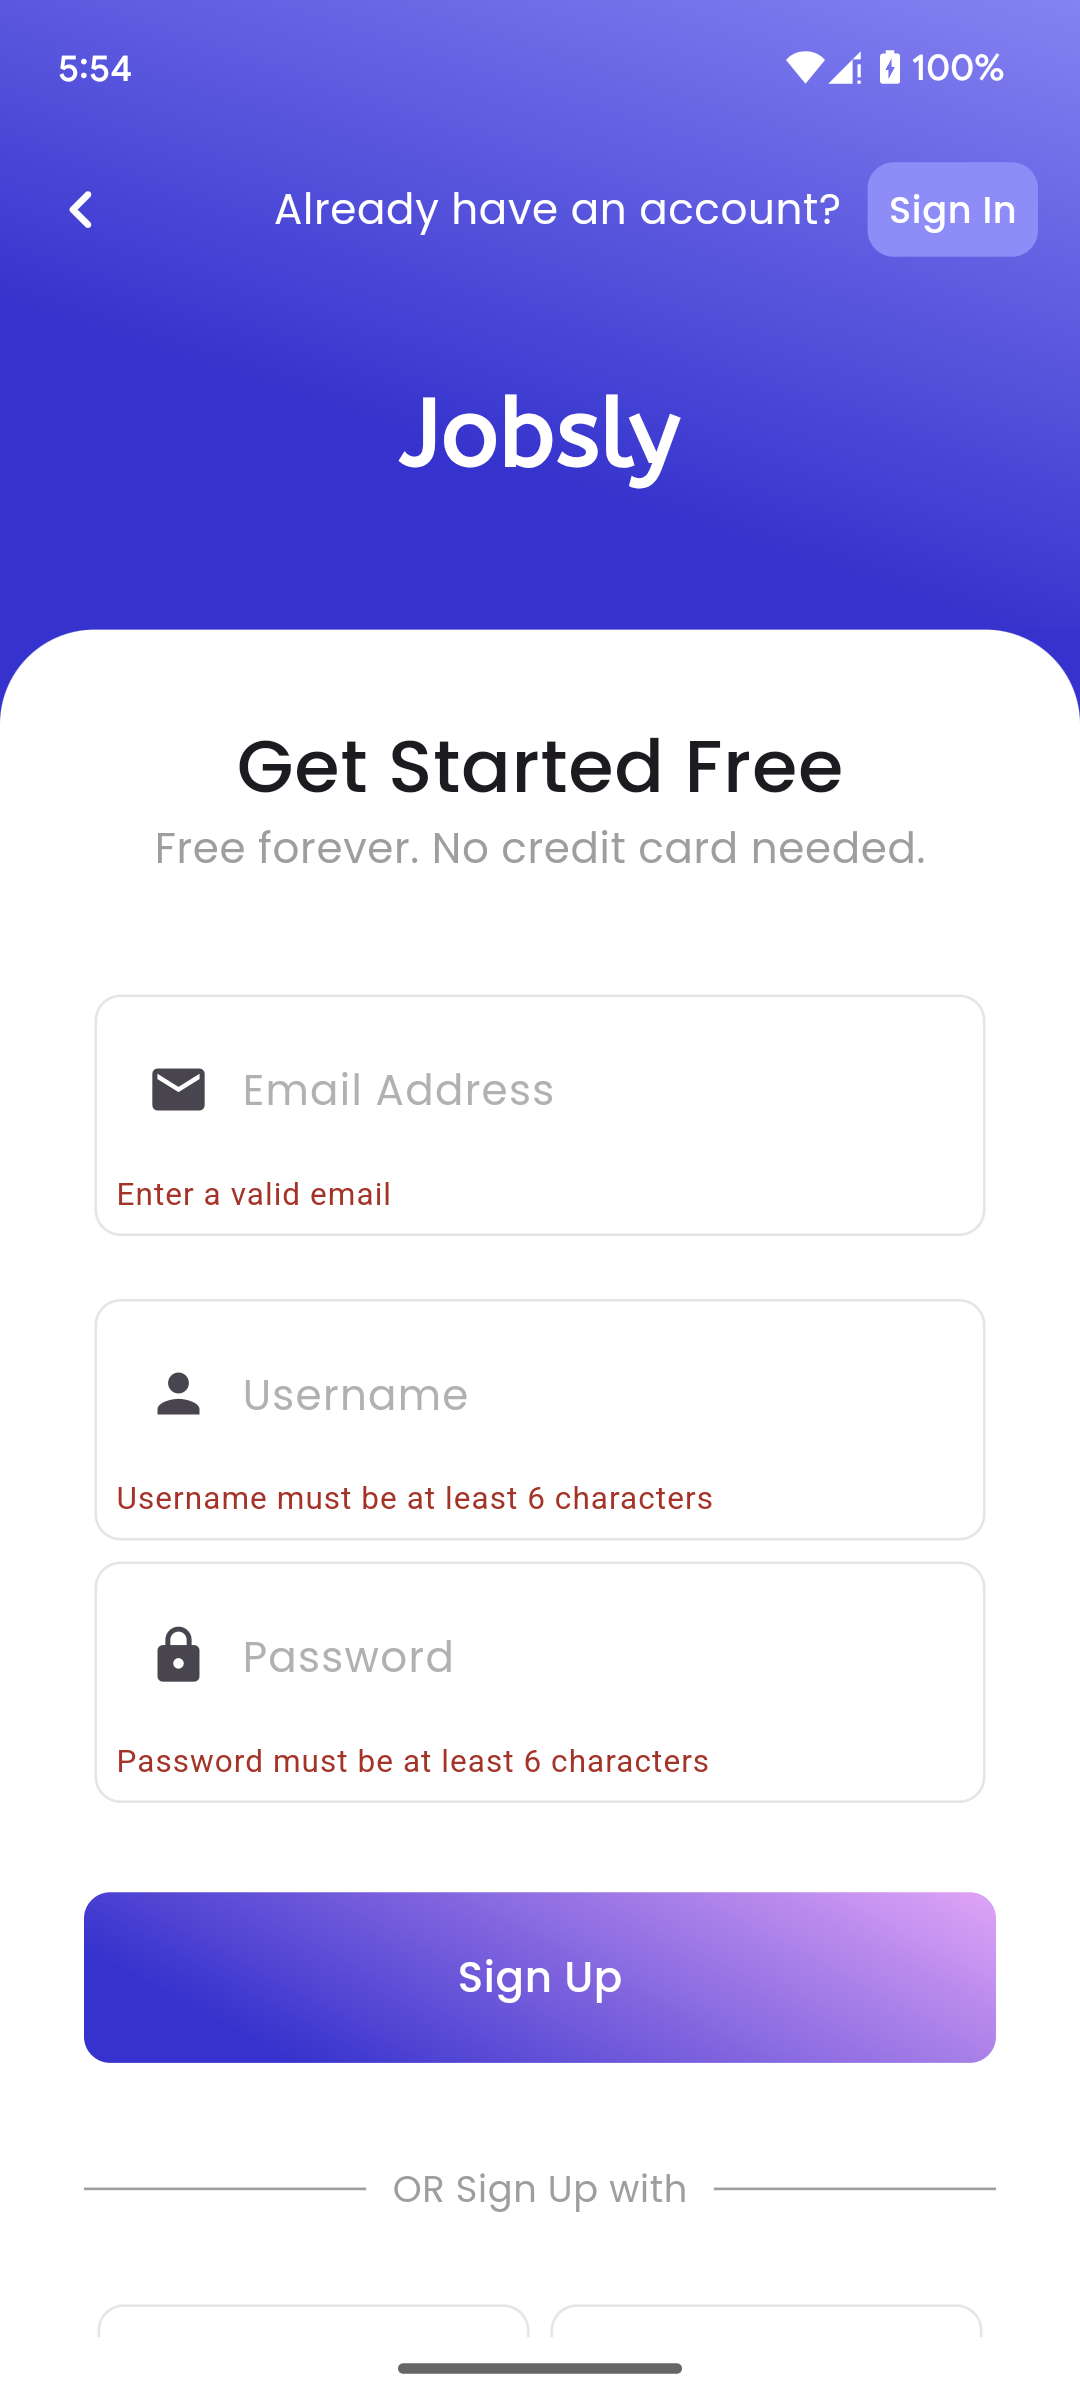 5:54
100%
Already have an account?
Sign In
Jobsly
Get Started Free
Free forever. No credit card needed.
Email Address
Enter a valid email
Username
Username must be at least 6 characters
Password
Password must be at least 6 characters
Sign Up
OR Sign Up with